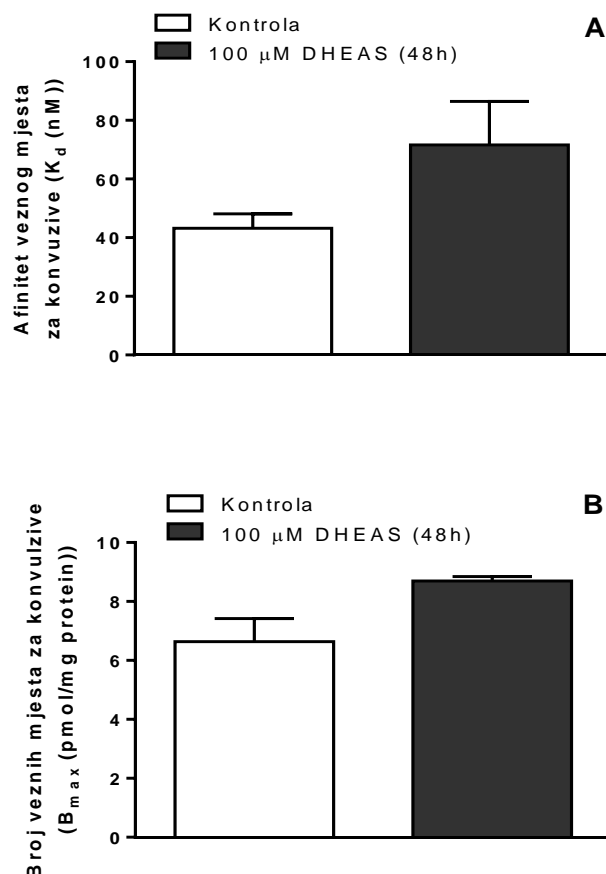 Kontrola
A
100 µM DHEAS (48h)
Afinitet veznog mjesta
za konvuzive (Kd (nM))
100
80
60
40
20
0
Kontrola
B
100 µM DHEAS (48h)
Broj veznih mjesta za konvulzive
(Bmax (pmol/mg protein))
10
8
6
4
2
0